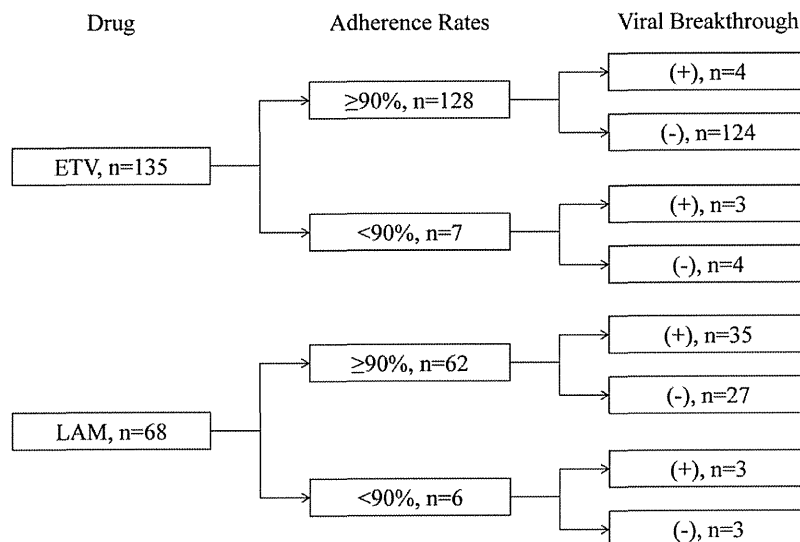 Drug Adherence Rates Viral Breakthrough
ETV, n=135
≥90%, n=128
(+), n=4
(-), n=124
<90%, n=7
(+), n=3
(-), n=4
LAM, n=68
≥90%, n=62
(+), n=35
(-), n=27
<90%, n=6
(+), n=3
(-), n=3